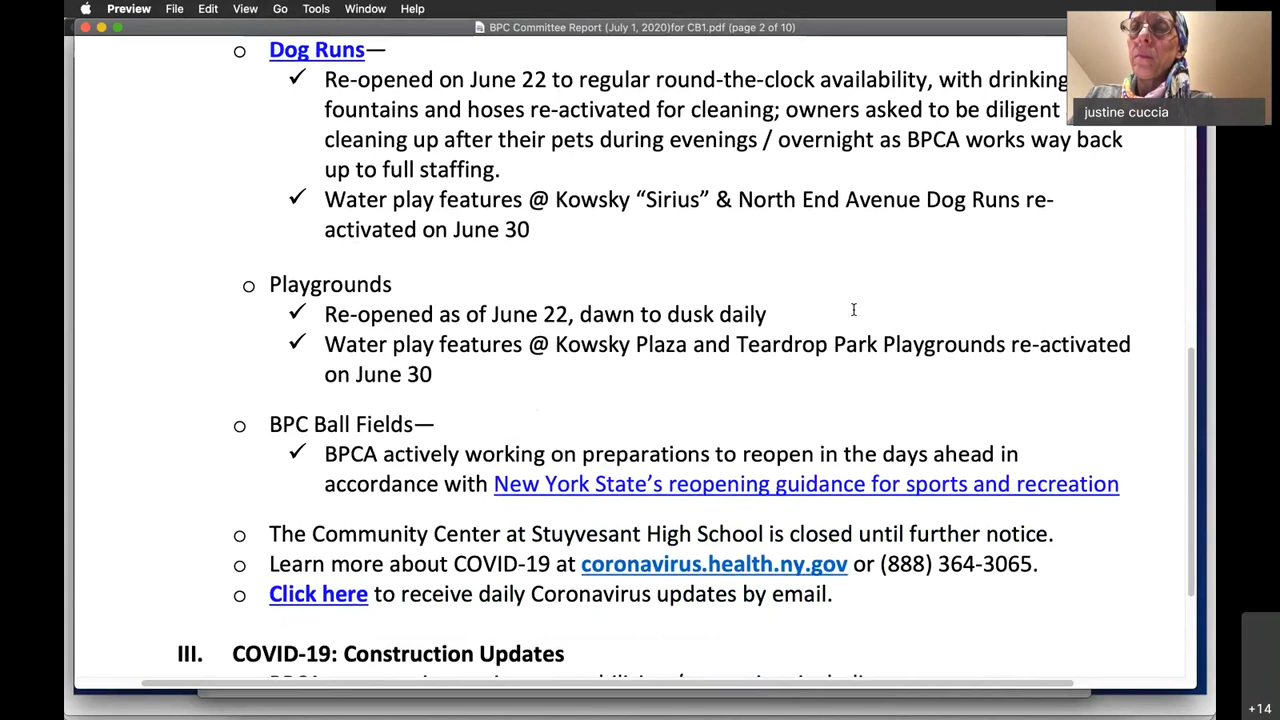 Preview File Edit View Go Tools Window Help
BPC Committee Report (July 1, 2020)for CB1.pdf (page 2 of 10)
justine cuccia
o Dog Runs—
✓ Re-opened on June 22 to regular round-the-clock availability, with drinking
fountains and hoses re-activated for cleaning; owners asked to be diligent
cleaning up after their pets during evenings / overnight as BPCA works way back
up to full staffing.
✓ Water play features @ Kowsky “Sirius” & North End Avenue Dog Runs re-
activated on June 30
o Playgrounds
✓ Re-opened as of June 22, dawn to dusk daily
✓ Water play features @ Kowsky Plaza and Teardrop Park Playgrounds re-activated
on June 30
o BPC Ball Fields—
✓ BPCA actively working on preparations to reopen in the days ahead in
accordance with New York State’s reopening guidance for sports and recreation
o The Community Center at Stuyvesant High School is closed until further notice.
o Learn more about COVID-19 at coronavirus.health.ny.gov or (888) 364-3065.
o Click here to receive daily Coronavirus updates by email.
III. COVID-19: Construction Updates
+14